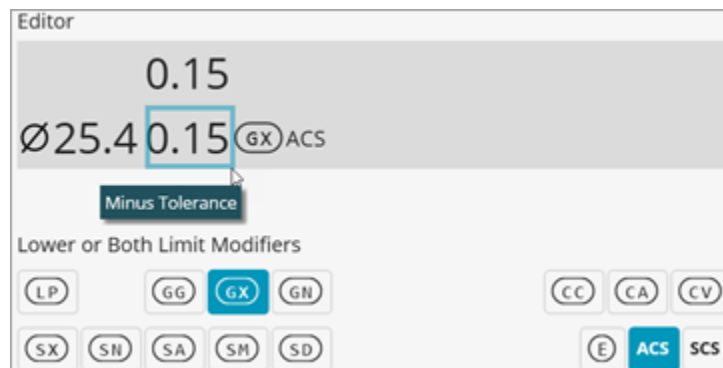 Editor
0.15
Ø25.4 0.15 GX ACS
Minus Tolerance
Lower or Both Limit Modifiers
LP GG GX GN CC CA CV
SX SN SA SM SD E ACS SCS